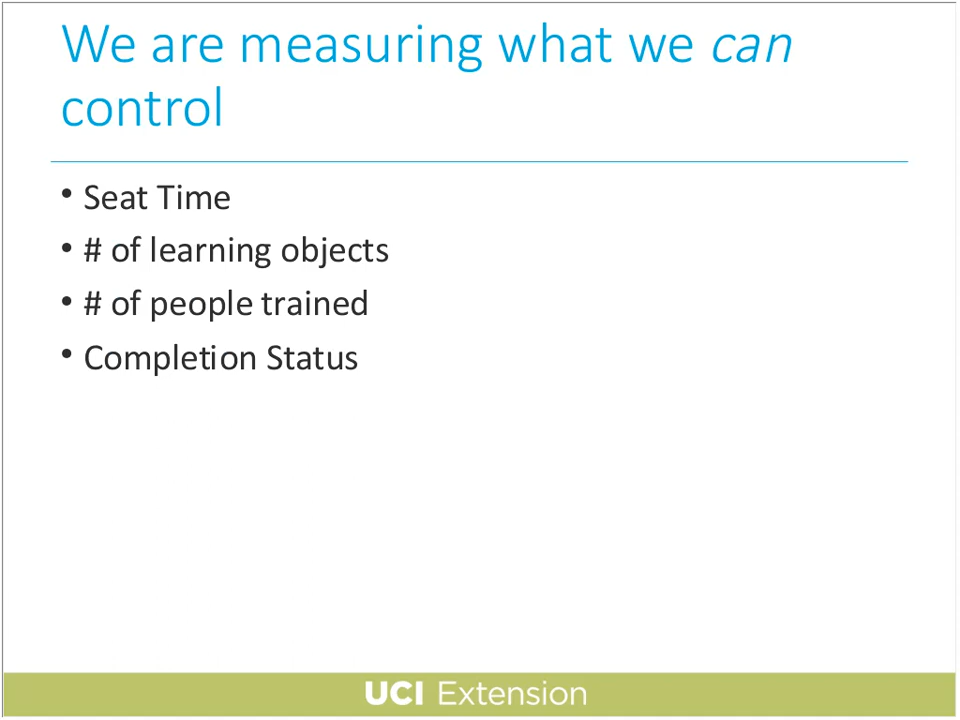 We are measuring what we can
control
• Seat Time
• # of learning objects
• # of people trained
• Completion Status
UCI Extension